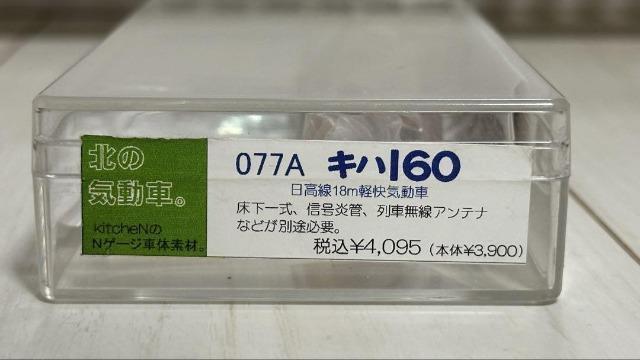 北の
気動車。
kitcheNの
Nゲージ車体素材。
077A キハ160
日高線18m軽快気動車
床下一式、信号炎管、列車無線アンテナ
などが別途必要。
税込¥4,095 (本体¥3,900)